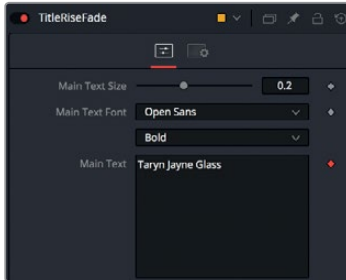 TitleRiseFade
Main Text Size 0.2
Main Text Font Open Sans
Bold
Main Text Taryn Jayne Glass